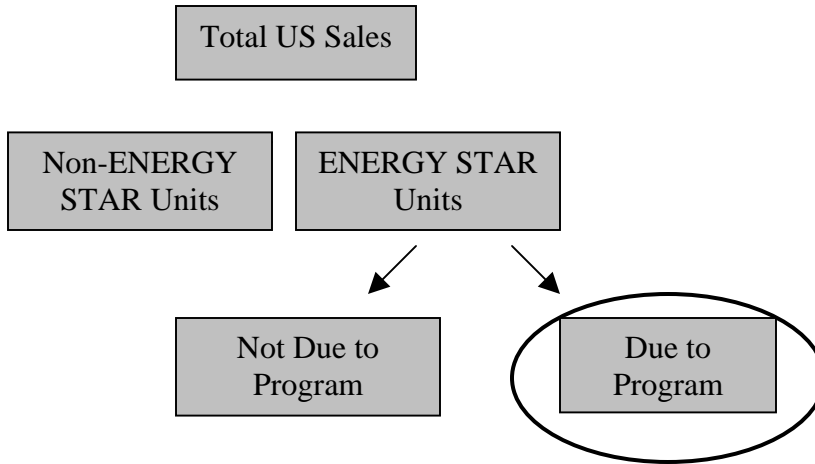 Total US Sales
Non-ENERGY
STAR Units
ENERGY STAR
Units
Not Due to
Program
Due to
Program